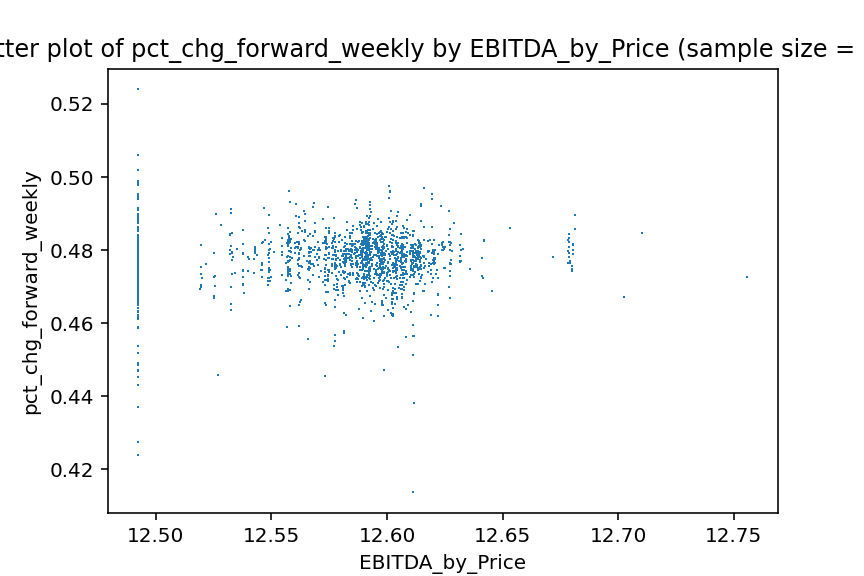 tter plot of pct_chg_forward_weekly by EBITDA_by_Price (sample size =
0.52
0.50
0.48
0.46
0.44
0.42
pct_chg_forward_weekly
12.50 12.55 12.60 12.65 12.70 12.75
EBITDA_by_Price